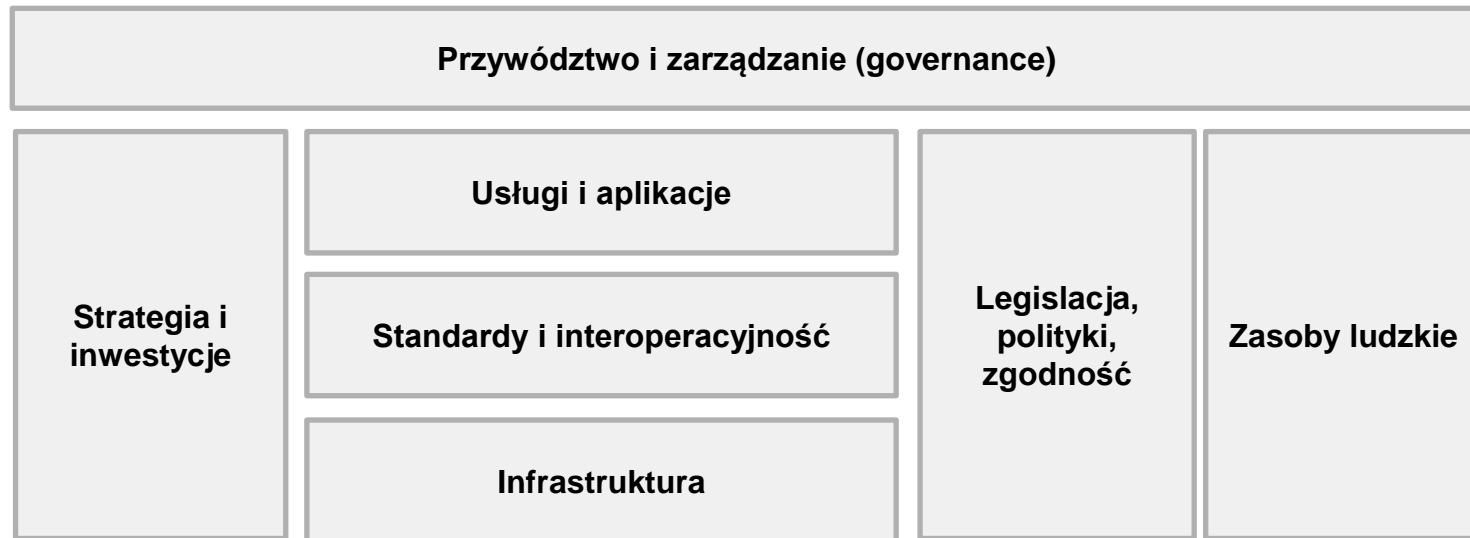 Przywództwo i zarządzanie (governance)
Strategia i
inwestycje
Usługi i aplikacje
Standardy i interoperacyjność
Infrastruktura
Legislacja,
polityki,
zgodność
Zasoby ludzkie